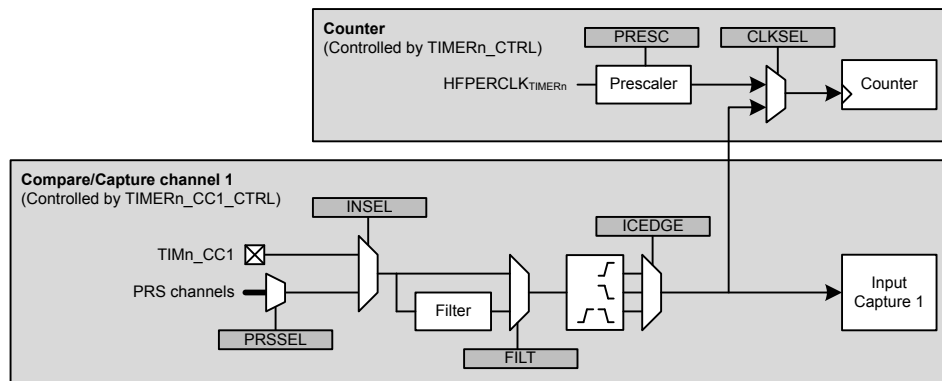 Counter
(Controlled by TIMERn_CTRL)
PRESC
CLKSEL
HFPERCLKTIMERn
Prescaler
Counter
Compare/Capture channel 1
(Controlled by TIMERn_CC1_CTRL)
INSEL
ICEDGE
TIMn_CC1
PRS channels
Filter
Input
Capture 1
PRSSEL
FILT